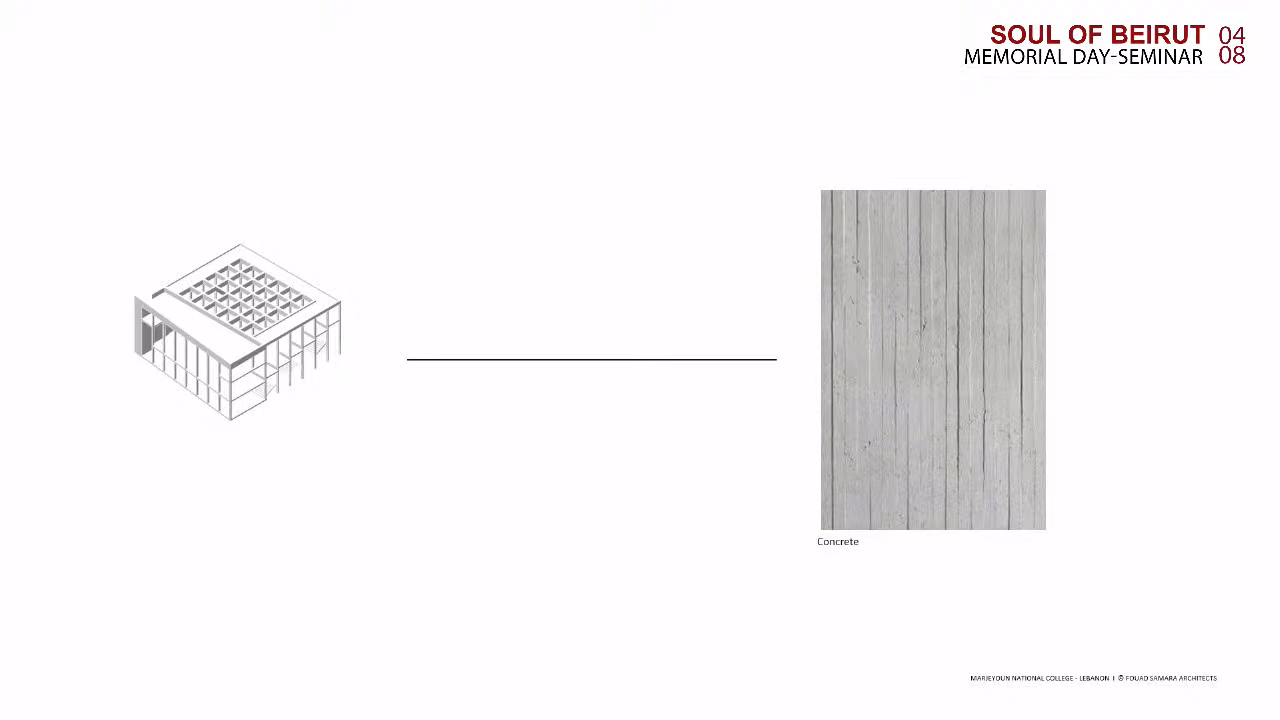 SOUL OF BEIRUT 04
MEMORIAL DAY-SEMINAR 08
Concrete
MARJEYOUN NATIONAL COLLEGE - LEBANON I © FOUAD SAMARA ARCHITECTS